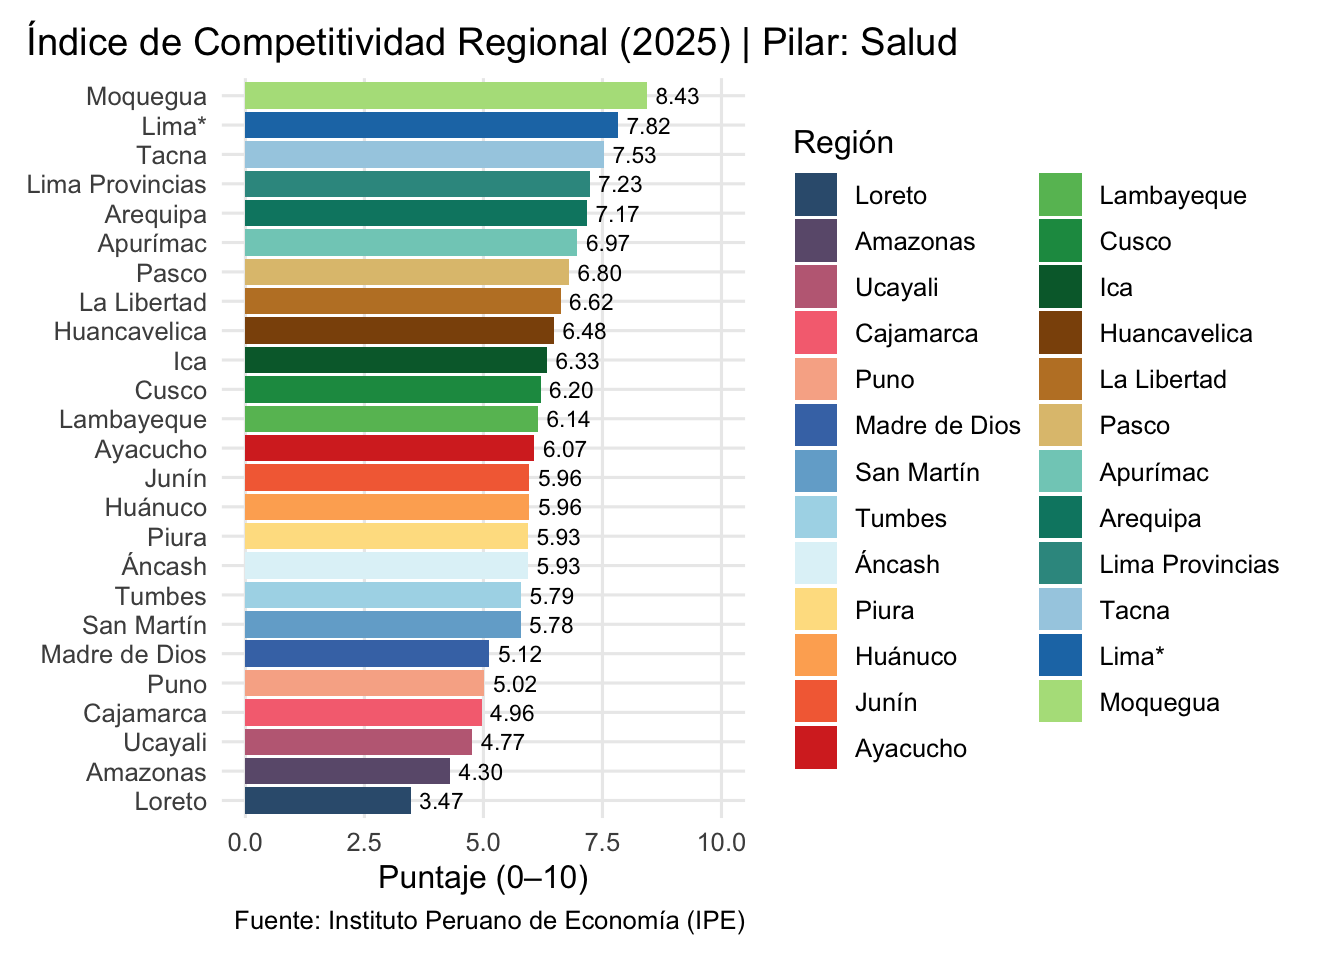 Índice de Competitividad Regional (2025) | Pilar: Salud
Moquegua 8.43
Lima* 7.82
Tacna 7.53
Lima Provincias 7.23
Arequipa 7.17
Apurímac 6.97
Pasco 6.80
La Libertad 6.62
Huancavelica 6.48
Ica 6.33
Cusco 6.20
Lambayeque 6.14
Ayacucho 6.07
Junín 5.96
Huánuco 5.96
Piura 5.93
Áncash 5.93
Tumbes 5.79
San Martín 5.78
Madre de Dios 5.12
Puno 5.02
Cajamarca 4.96
Ucayali 4.77
Amazonas 4.30
Loreto 3.47
0.0 2.5 5.0 7.5 10.0
Puntaje (0–10)
Fuente: Instituto Peruano de Economía (IPE)
Región
Loreto
Amazonas
Ucayali
Cajamarca
Puno
Madre de Dios
San Martín
Tumbes
Áncash
Piura
Huánuco
Junín
Ayacucho
Lambayeque
Cusco
Ica
Huancavelica
La Libertad
Pasco
Apurímac
Arequipa
Lima Provincias
Tacna
Lima*
Moquegua